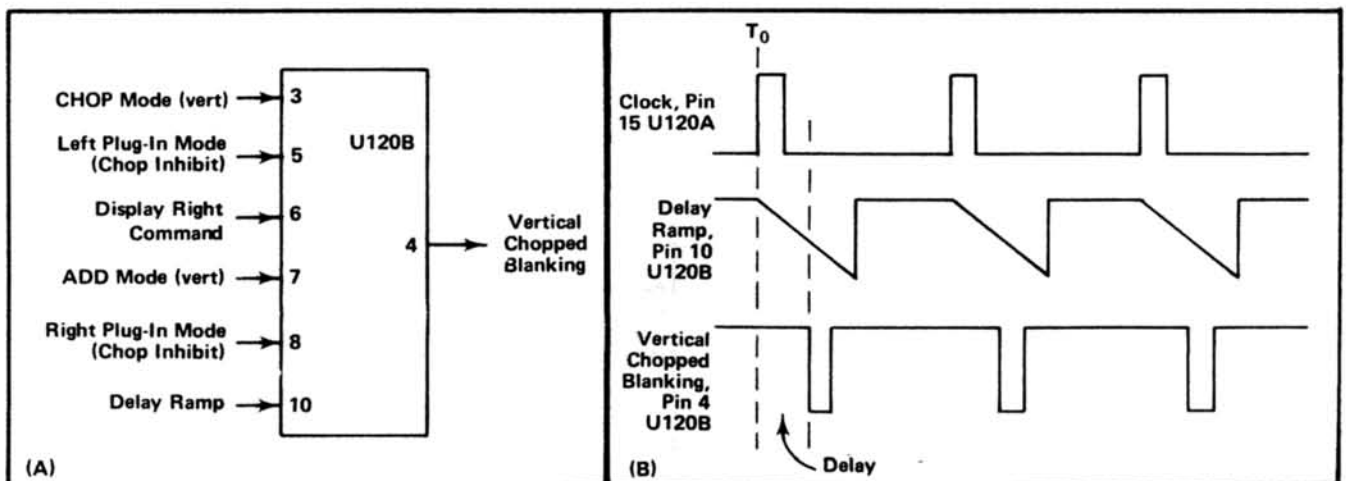 CHOP Mode (vert)
3
Left Plug-In Mode
(Chop Inhibit)
5
U120B
Display Right
Command
6
4
Vertical
Chopped
Blanking
ADD Mode (vert)
7
Right Plug-In Mode
(Chop Inhibit)
8
Delay Ramp
10
(A)
T0
Clock, Pin
15 U120A
Delay
Ramp,
Pin 10
U120B
Vertical
Chopped
Blanking,
Pin 4
U120B
Delay
(B)